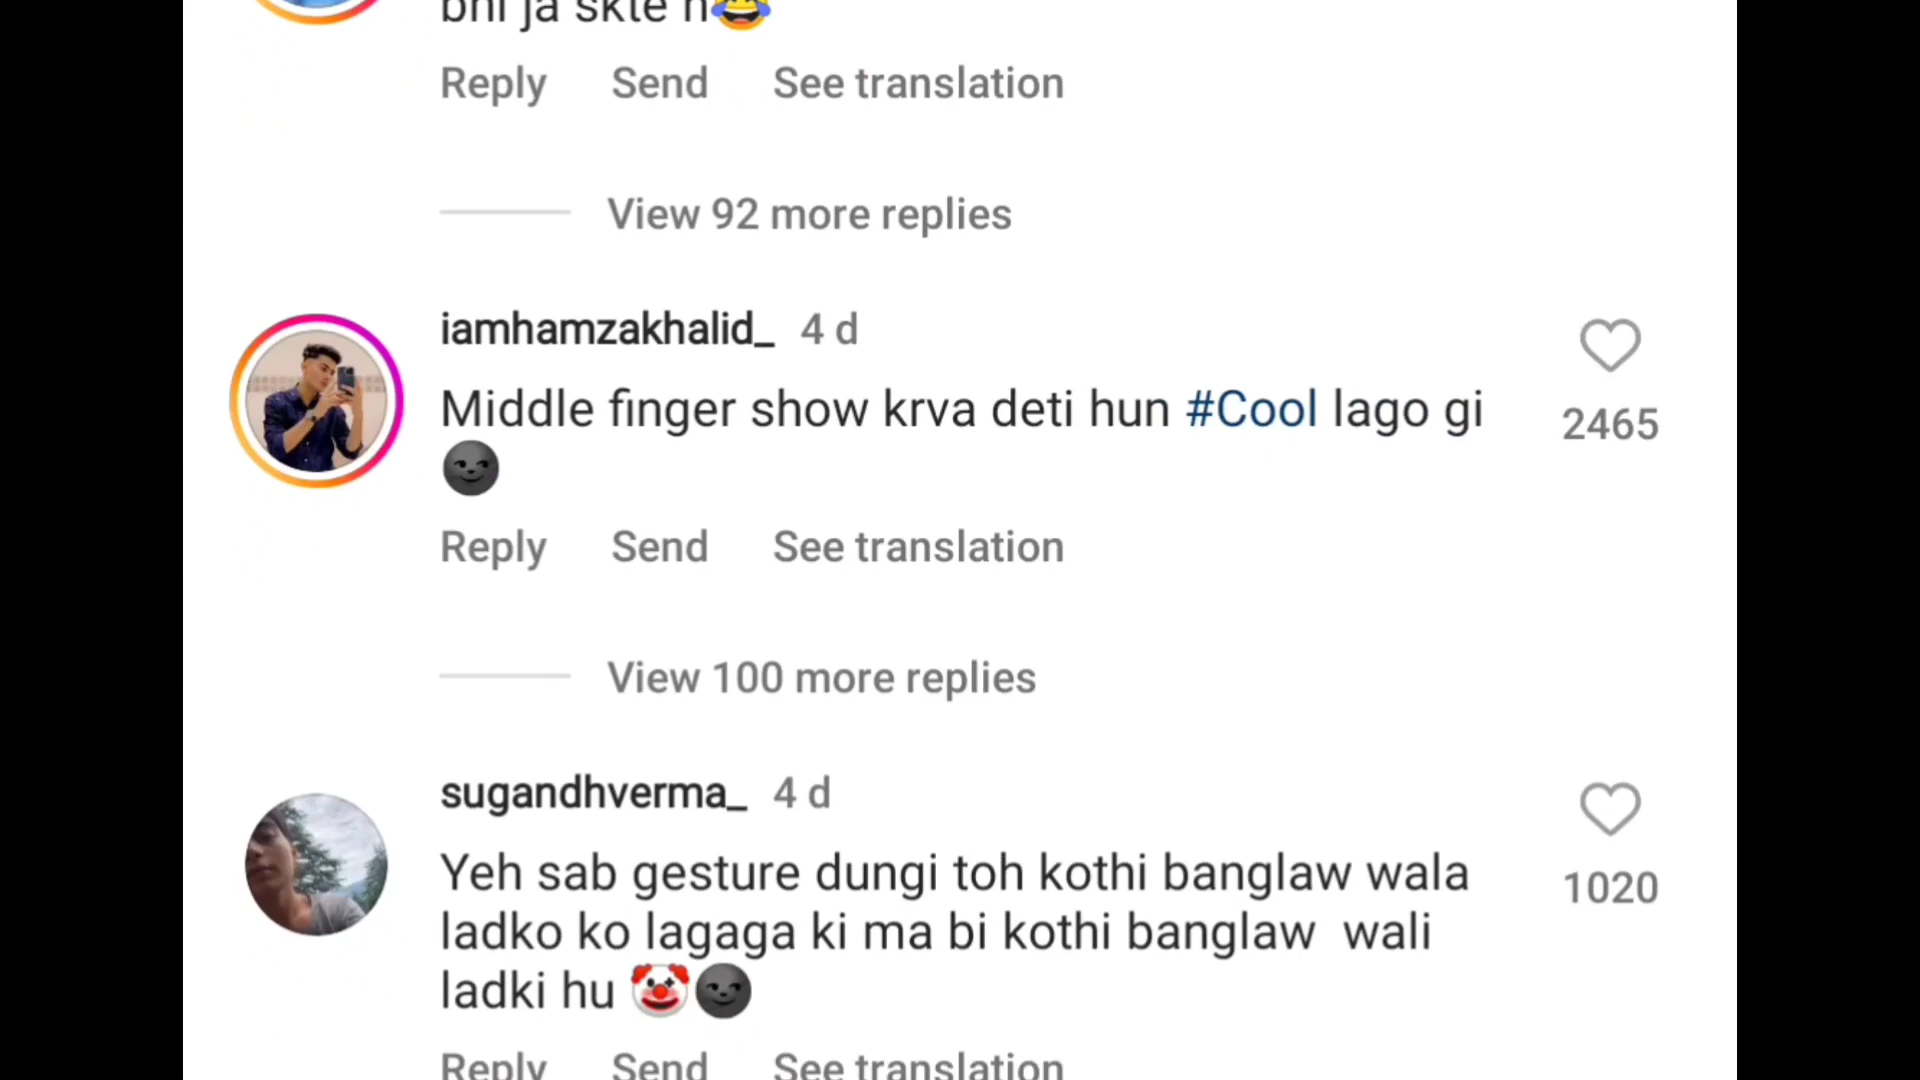 bhi ja skte h😂
Reply Send See translation
View 92 more replies
iamhamzakhalid_ 4 d
Middle finger show krva deti hun #Cool lago gi
🌚
2465
Reply Send See translation
View 100 more replies
sugandhverma_ 4 d
Yeh sab gesture dungi toh kothi banglaw wala
ladko ko lagaga ki ma bi kothi banglaw wali
ladki hu 🤡🌚
1020
Reply Send See translation